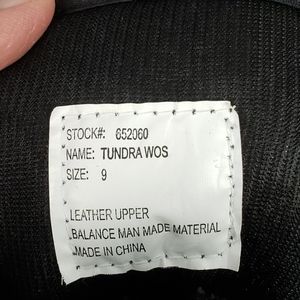 STOCK#: 652060
NAME: TUNDRA WOS
SIZE: 9
LEATHER UPPER
BALANCE MAN MADE MATERIAL
MADE IN CHINA